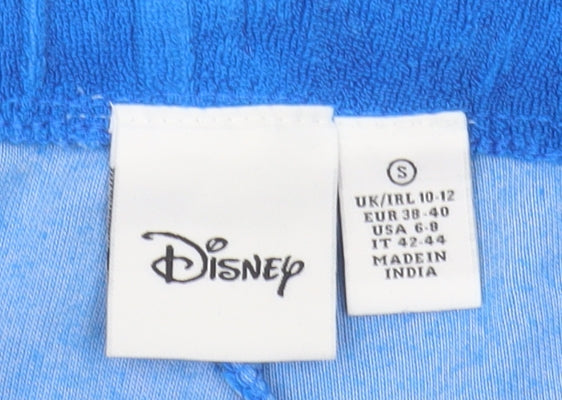 Disney
S
UK/IRL 10-12
EUR 38-40
USA 6-8
IT 42-44
MADE IN
INDIA